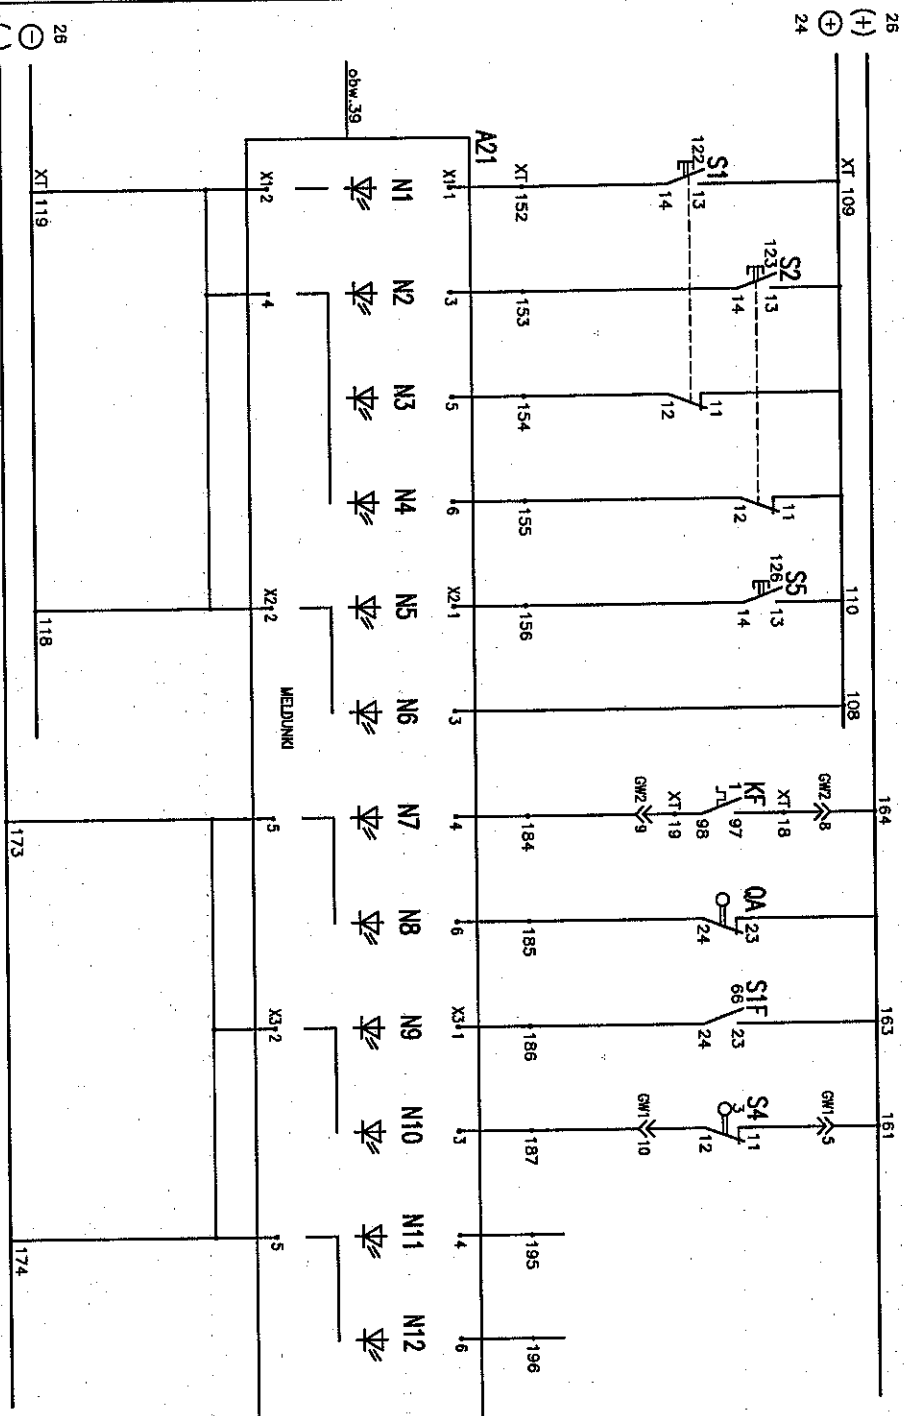 26
(+)
24 (+)
XT 109
110
108
164
163
161
S1
122
13
14
S2
123
13
14
11
12
11
12
S5
126
13
14
GW2 8
XT 18
KF
1
97
98
XT 19
GW2 9
QA
23
24
S1F
66
23
24
GW1 5
S4
3
11
12
GW1 10
XT 152
153
154
155
156
184
185
186
187
195
196
A21
X1 1
3
5
6
X2 1
3
4
6
X3 1
3
4
6
obw.39
N1
N2
N3
N4
N5
N6
N7
N8
N9
N10
N11
N12
X1 2
4
X2 2
5
X3 2
5
MELDUNKI
26
(-)
XT 119
118
173
174